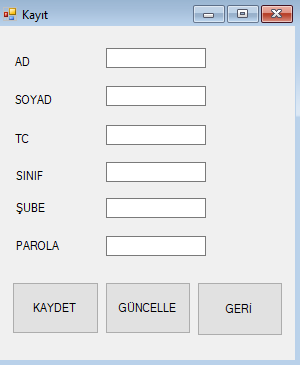 Kayıt
AD
SOYAD
TC
SINIF
ŞUBE
PAROLA
KAYDET GÜNCELLE GERİ